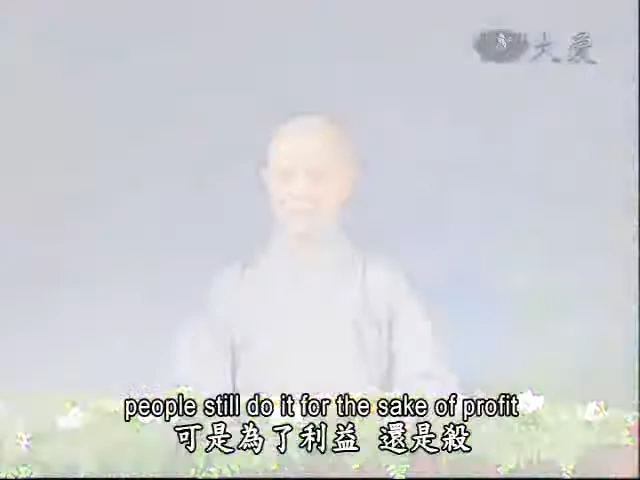 大愛
people still do it for the sake of profit
可是為了利益 還是殺